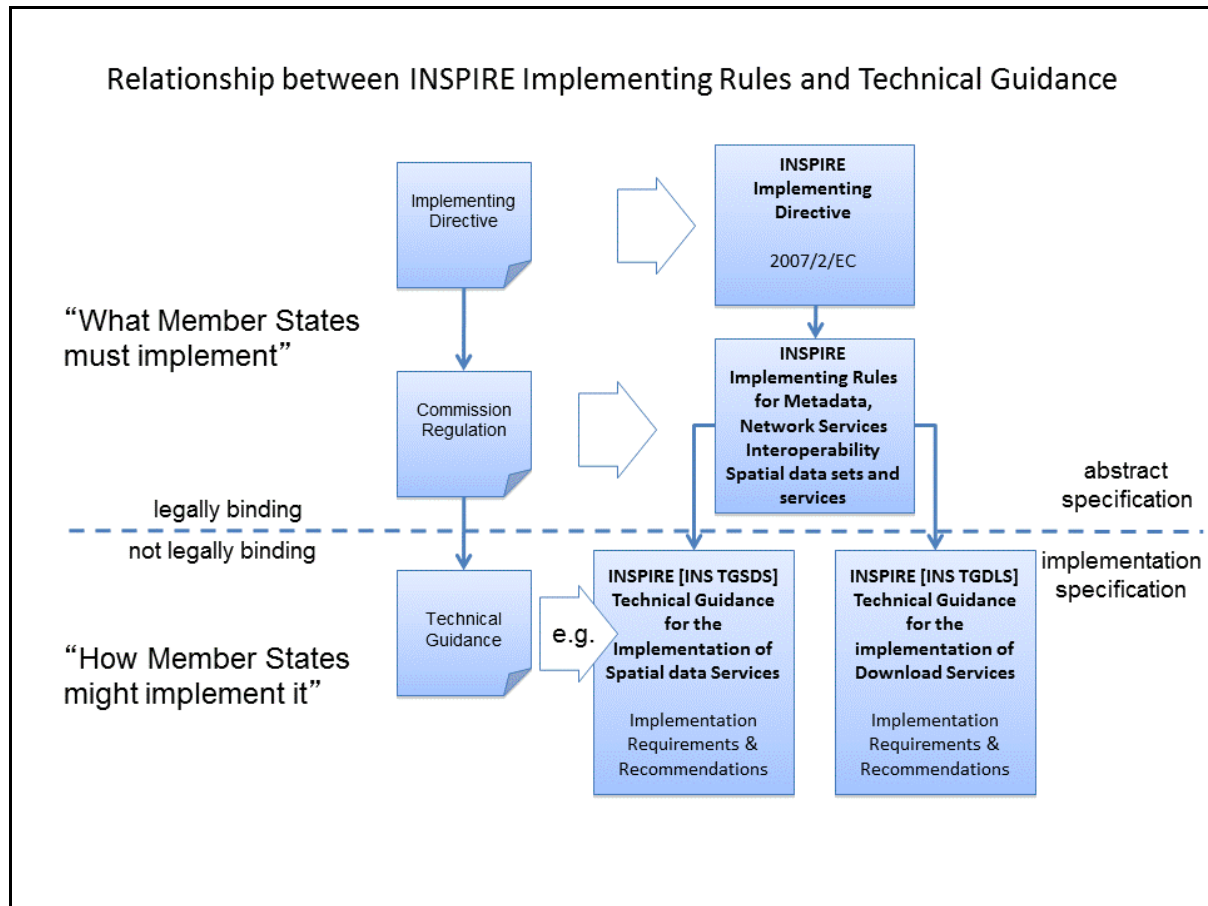 Relationship between INSPIRE Implementing Rules and Technical Guidance
Implementing
Directive
INSPIRE
Implementing
Directive
2007/2/EC
“What Member States
must implement”
Commission
Regulation
INSPIRE
Implementing Rules
for Metadata,
Network Services
Interoperability
Spatial data sets and
services
abstract
specification
legally binding
not legally binding
implementation
specification
Technical
Guidance
e.g.
INSPIRE [INS TGSDS]
Technical Guidance
for the
Implementation of
Spatial data Services
Implementation
Requirements &
Recommendations
INSPIRE [INS TGDLS]
Technical Guidance
for the
implementation of
Download Services
Implementation
Requirements &
Recommendations
“How Member States
might implement it”